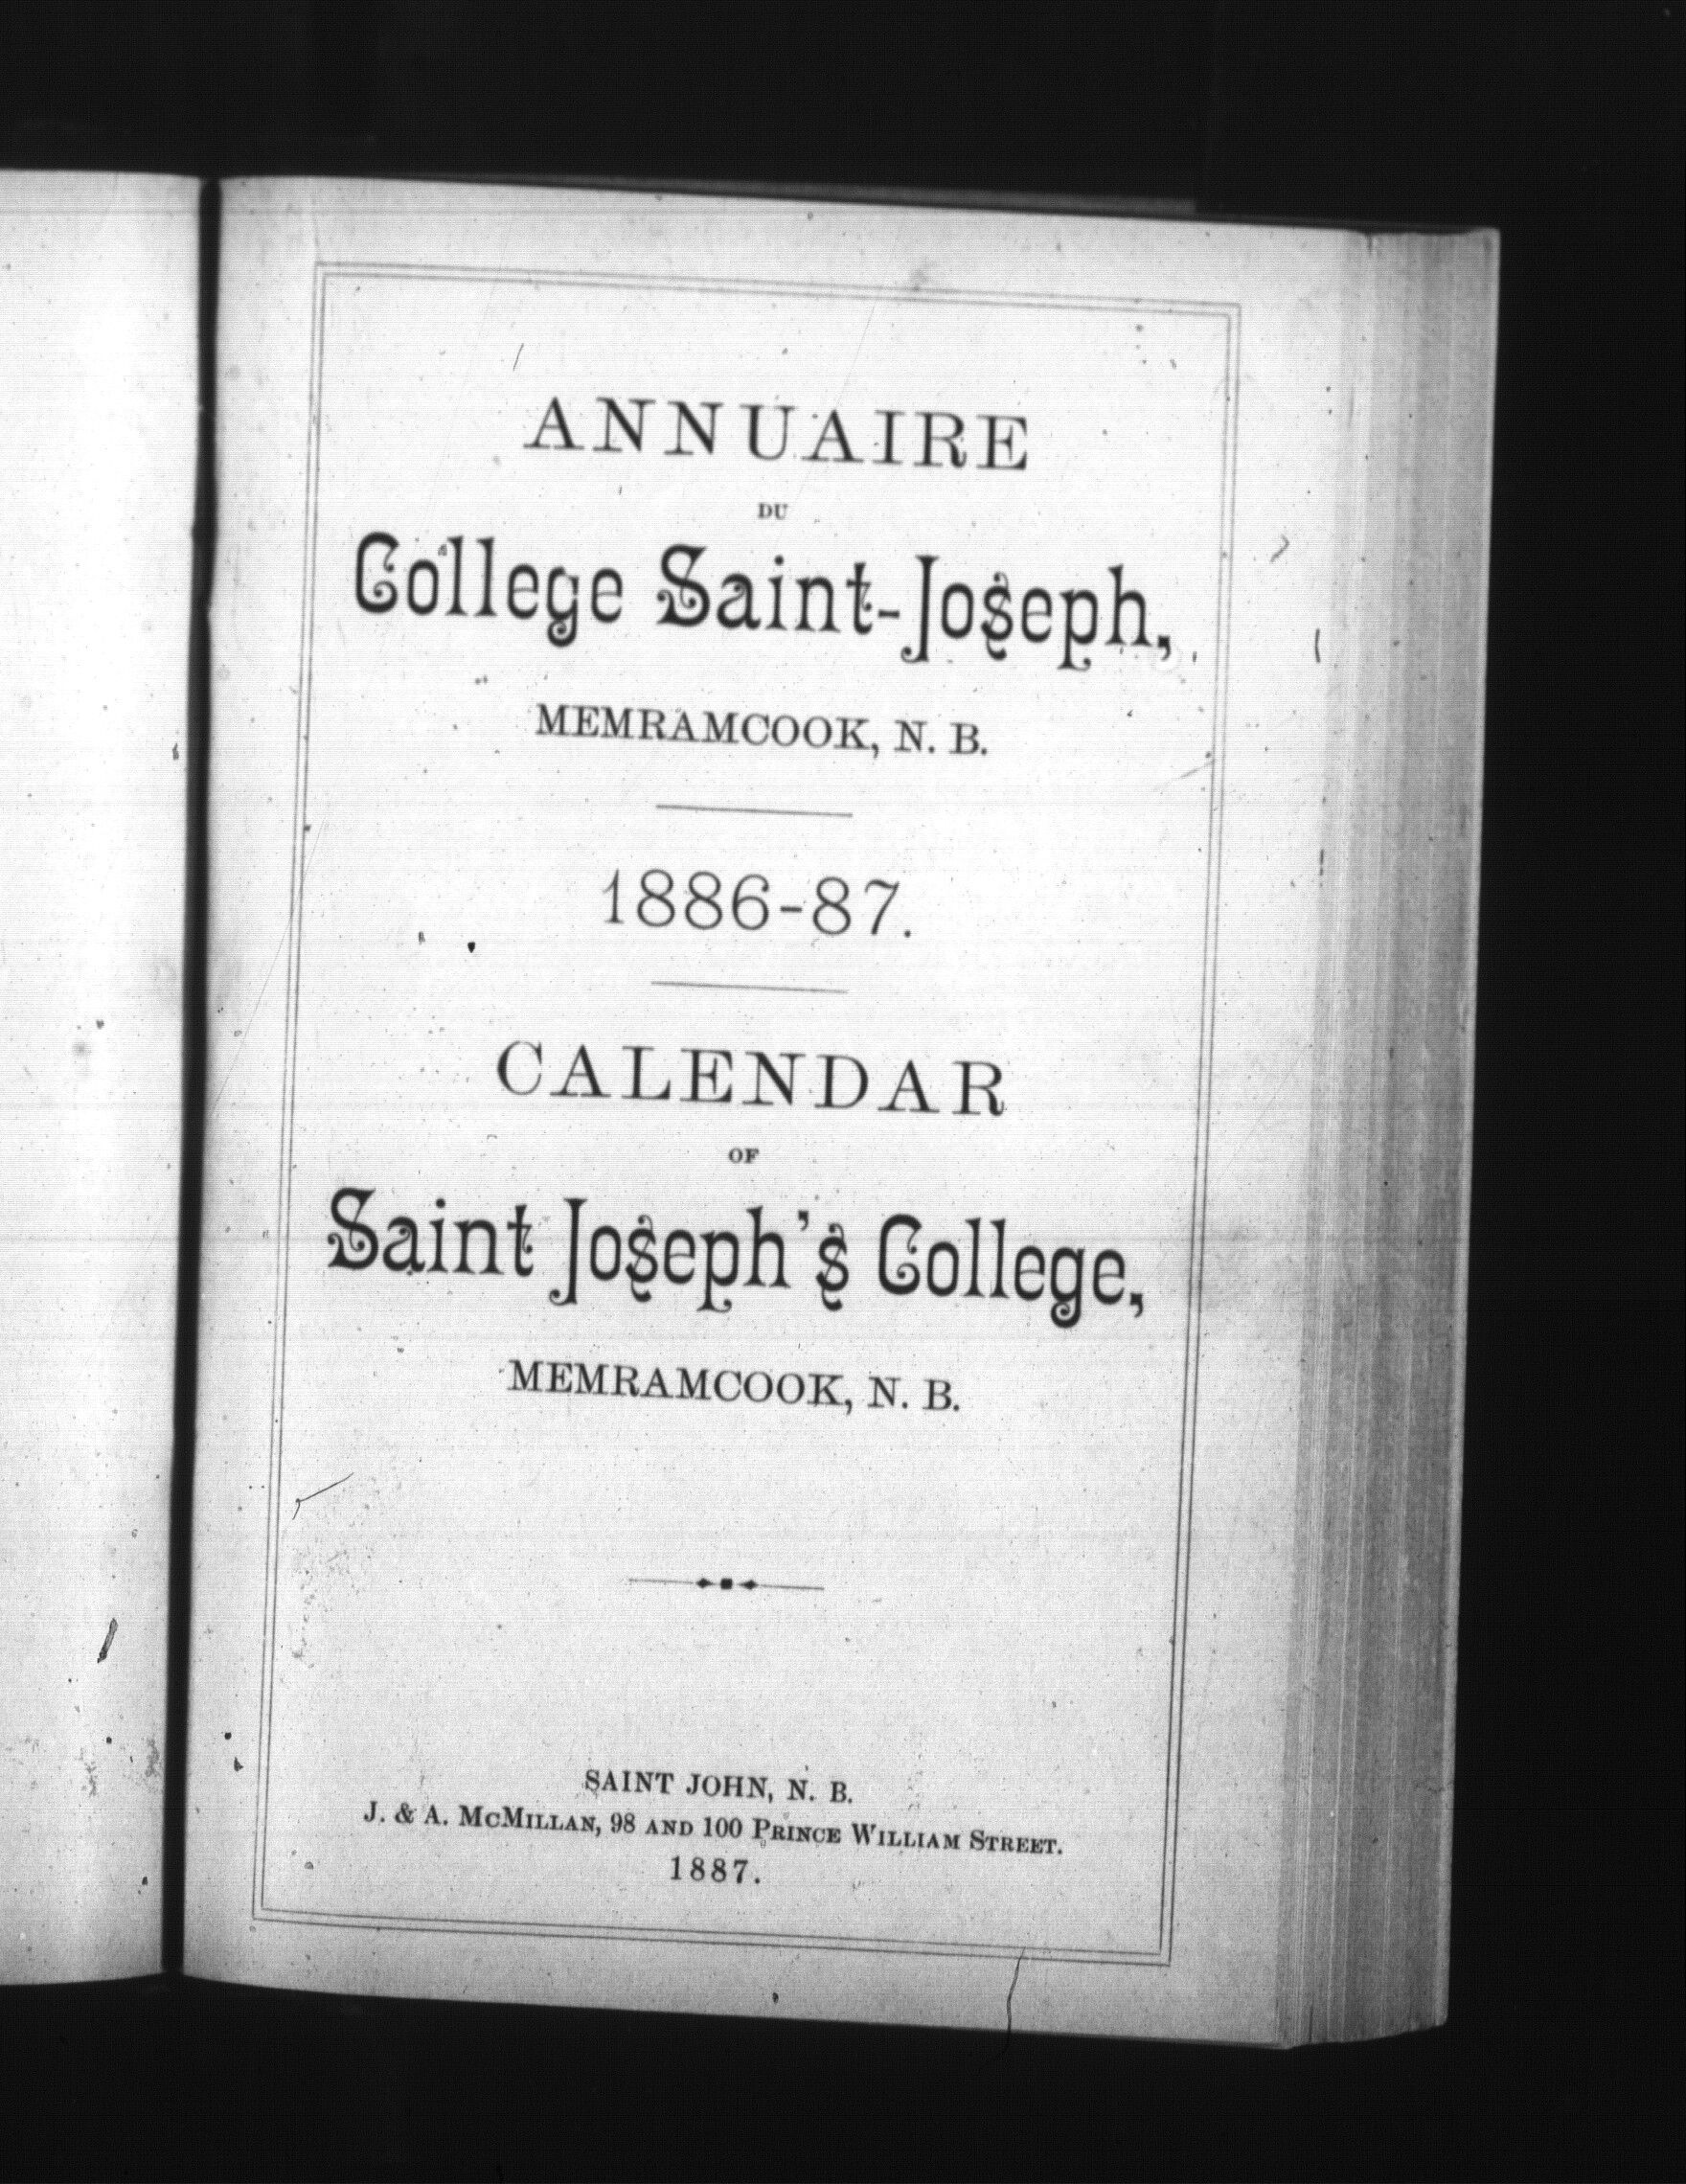 ANNUAIRE
DU
College Saint-Joseph,
MEMRAMCOOK, N. B.
1886-87.
CALENDAR
OF
Saint Joseph's College,
MEMRAMCOOK, N. B.
SAINT JOHN, N. B.
J. & A. McMILLAN, 98 AND 100 PRINCE WILLIAM STREET.
1887.